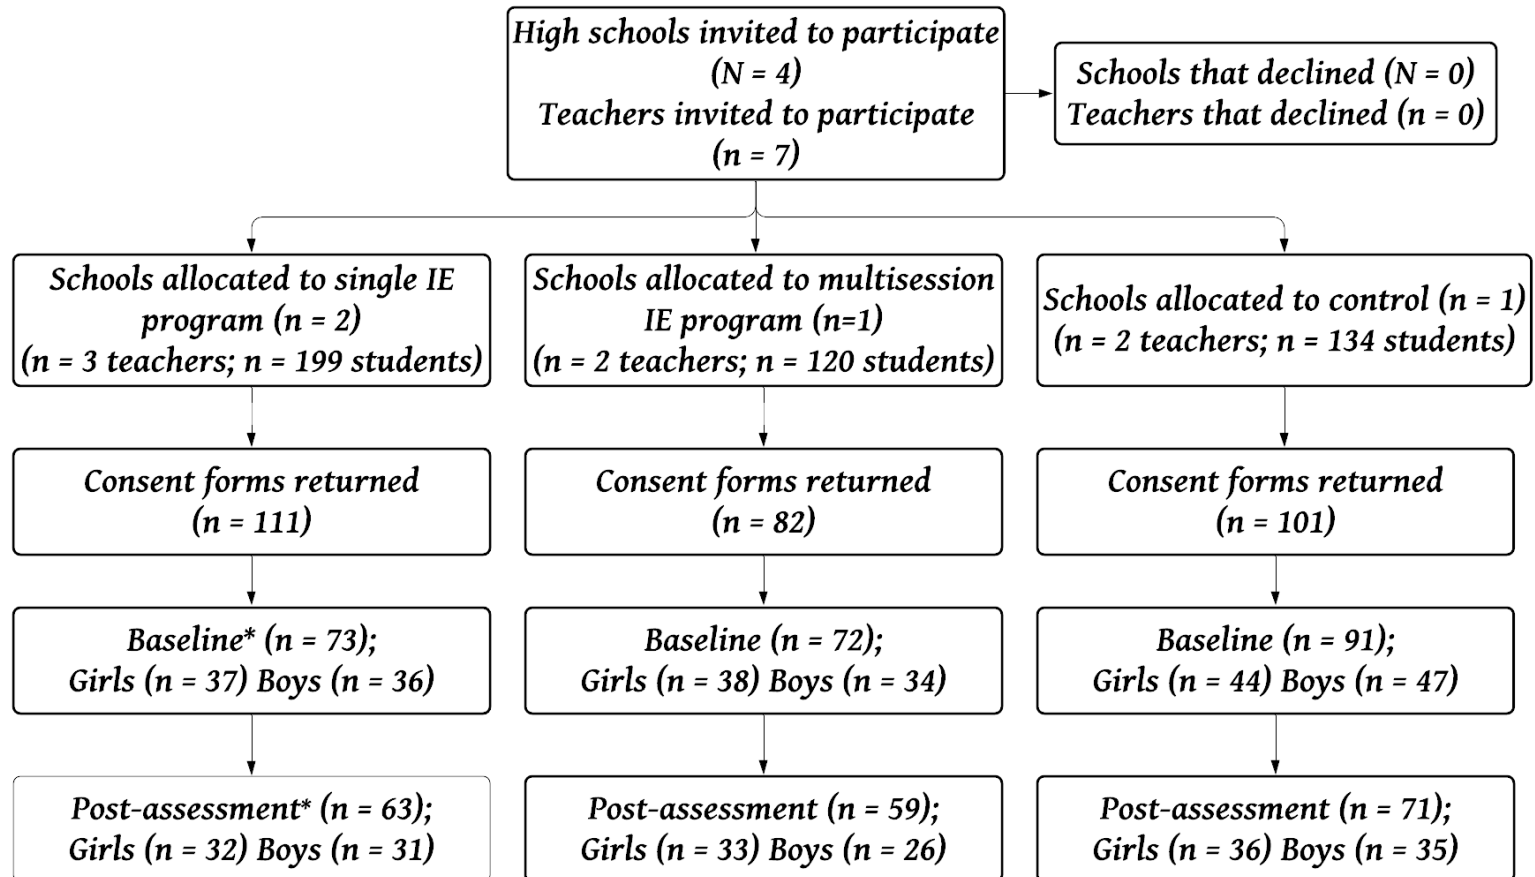 High schools invited to participate
(N = 4)
Teachers invited to participate
(n = 7)
Schools that declined (N = 0)
Teachers that declined (n = 0)
Schools allocated to single IE
program (n = 2)
(n = 3 teachers; n = 199 students)
Schools allocated to multisession
IE program (n=1)
(n = 2 teachers; n = 120 students)
Schools allocated to control (n = 1)
(n = 2 teachers; n = 134 students)
Consent forms returned
(n = 111)
Consent forms returned
(n = 82)
Consent forms returned
(n = 101)
Baseline* (n = 73);
Girls (n = 37) Boys (n = 36)
Baseline (n = 72);
Girls (n = 38) Boys (n = 34)
Baseline (n = 91);
Girls (n = 44) Boys (n = 47)
Post-assessment* (n = 63);
Girls (n = 32) Boys (n = 31)
Post-assessment (n = 59);
Girls (n = 33) Boys (n = 26)
Post-assessment (n = 71);
Girls (n = 36) Boys (n = 35)